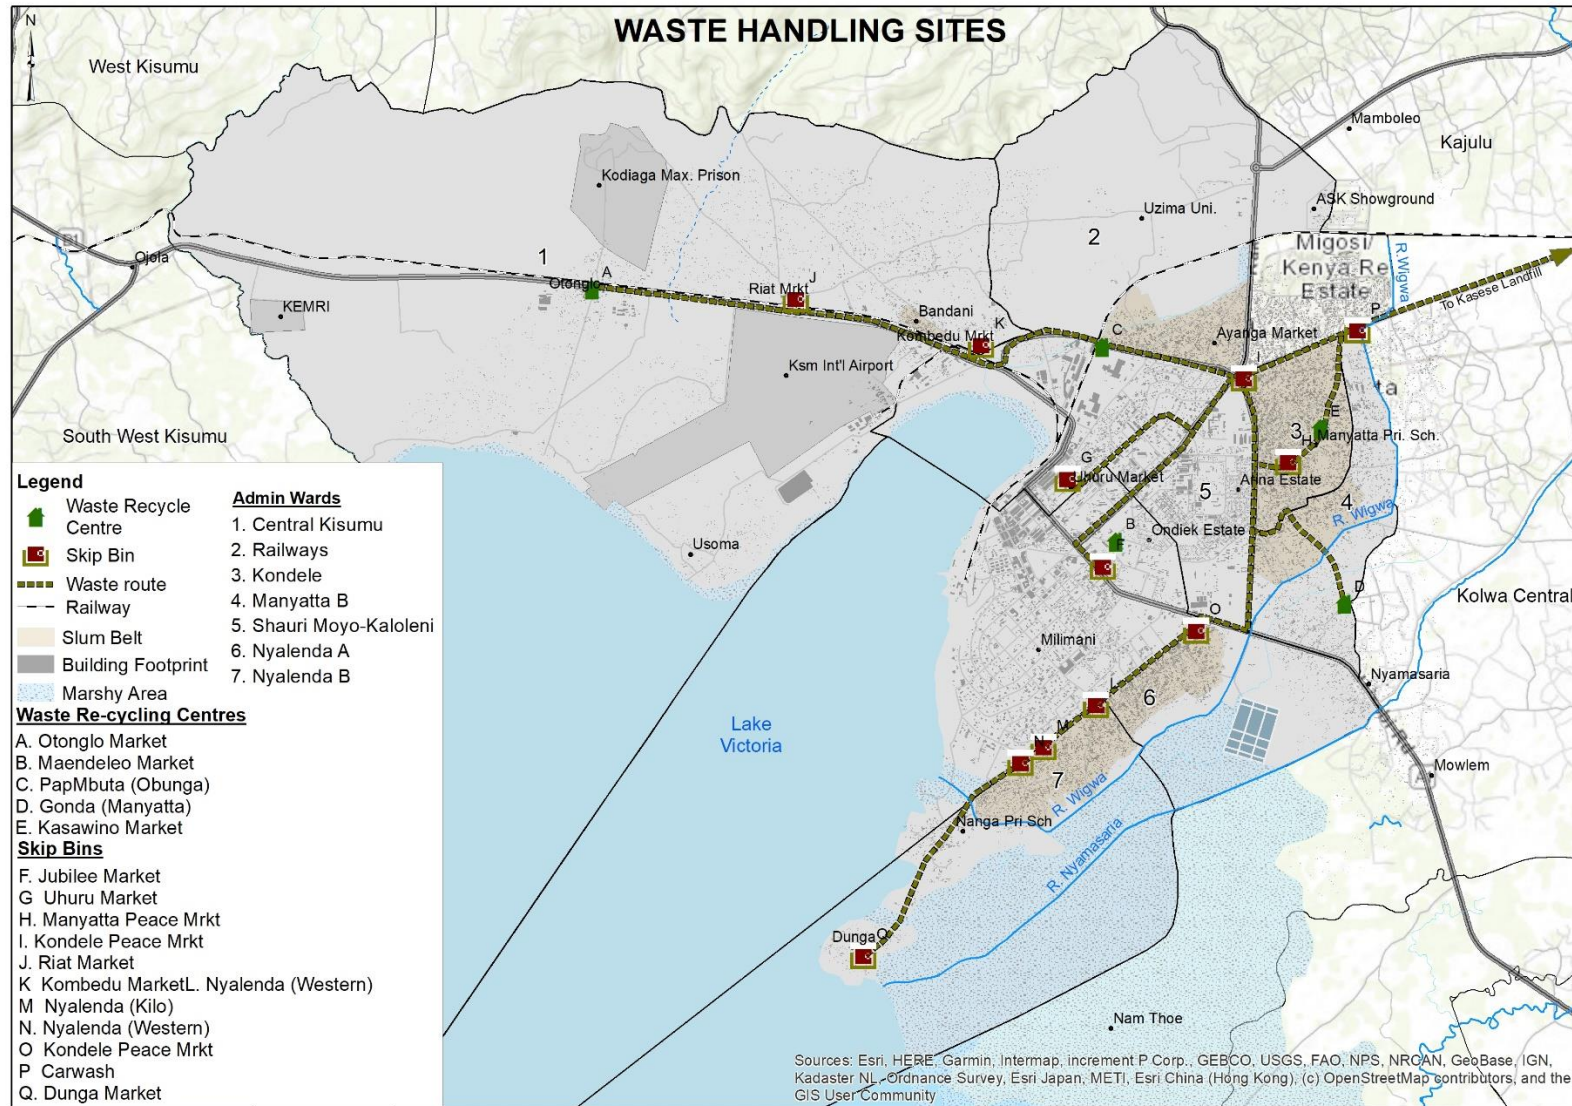 WASTE HANDLING SITES
N
West Kisumu
Mamboleo
Kajulu
Kodiaga Max. Prison
ASK Showground
Uzima Uni.
2
1
Migosi/
Kenya Re
Estate
R Wigwa
Ojola
A
J
Otonglo
Riat Mrkt
To Kasese Landfill
P
KEMRI
Bandani
K
Kombedu Mrkt
C
Ayanga Market
I
Ksm Int'l Airport
ta
E
3
H
Manyatta Pri. Sch.
South West Kisumu
G
Uhuru Market
5
Arina Estate
4
R. Wigwa
B
F
Ondiek Estate
Usoma
D
Kolwa Central
O
Milimani
Nyamasaria
6
L
Lake
Victoria
M
N
7
R. Wigwa
Mowlem
Nanga Pri Sch
R. Nyamasaria
Dunga
Q
Nam Thoe
Legend
Waste Recycle
Centre
Skip Bin
Waste route
Railway
Slum Belt
Building Footprint
Marshy Area
Admin Wards
1. Central Kisumu
2. Railways
3. Kondele
4. Manyatta B
5. Shauri Moyo-Kaloleni
6. Nyalenda A
7. Nyalenda B
Waste Re-cycling Centres
A. Otonglo Market
B. Maendeleo Market
C. PapMbuta (Obunga)
D. Gonda (Manyatta)
E. Kasawino Market
Skip Bins
F. Jubilee Market
G Uhuru Market
H. Manyatta Peace Mrkt
I. Kondele Peace Mrkt
J. Riat Market
K Kombedu MarketL. Nyalenda (Western)
M Nyalenda (Kilo)
N. Nyalenda (Western)
O Kondele Peace Mrkt
P Carwash
Q. Dunga Market
Sources: Esri, HERE, Garmin, Intermap, increment P Corp., GEBCO, USGS, FAO, NPS, NRCAN, GeoBase, IGN,
Kadaster NL, Ordnance Survey, Esri Japan, METI, Esri China (Hong Kong), (c) OpenStreetMap contributors, and the
GIS User Community